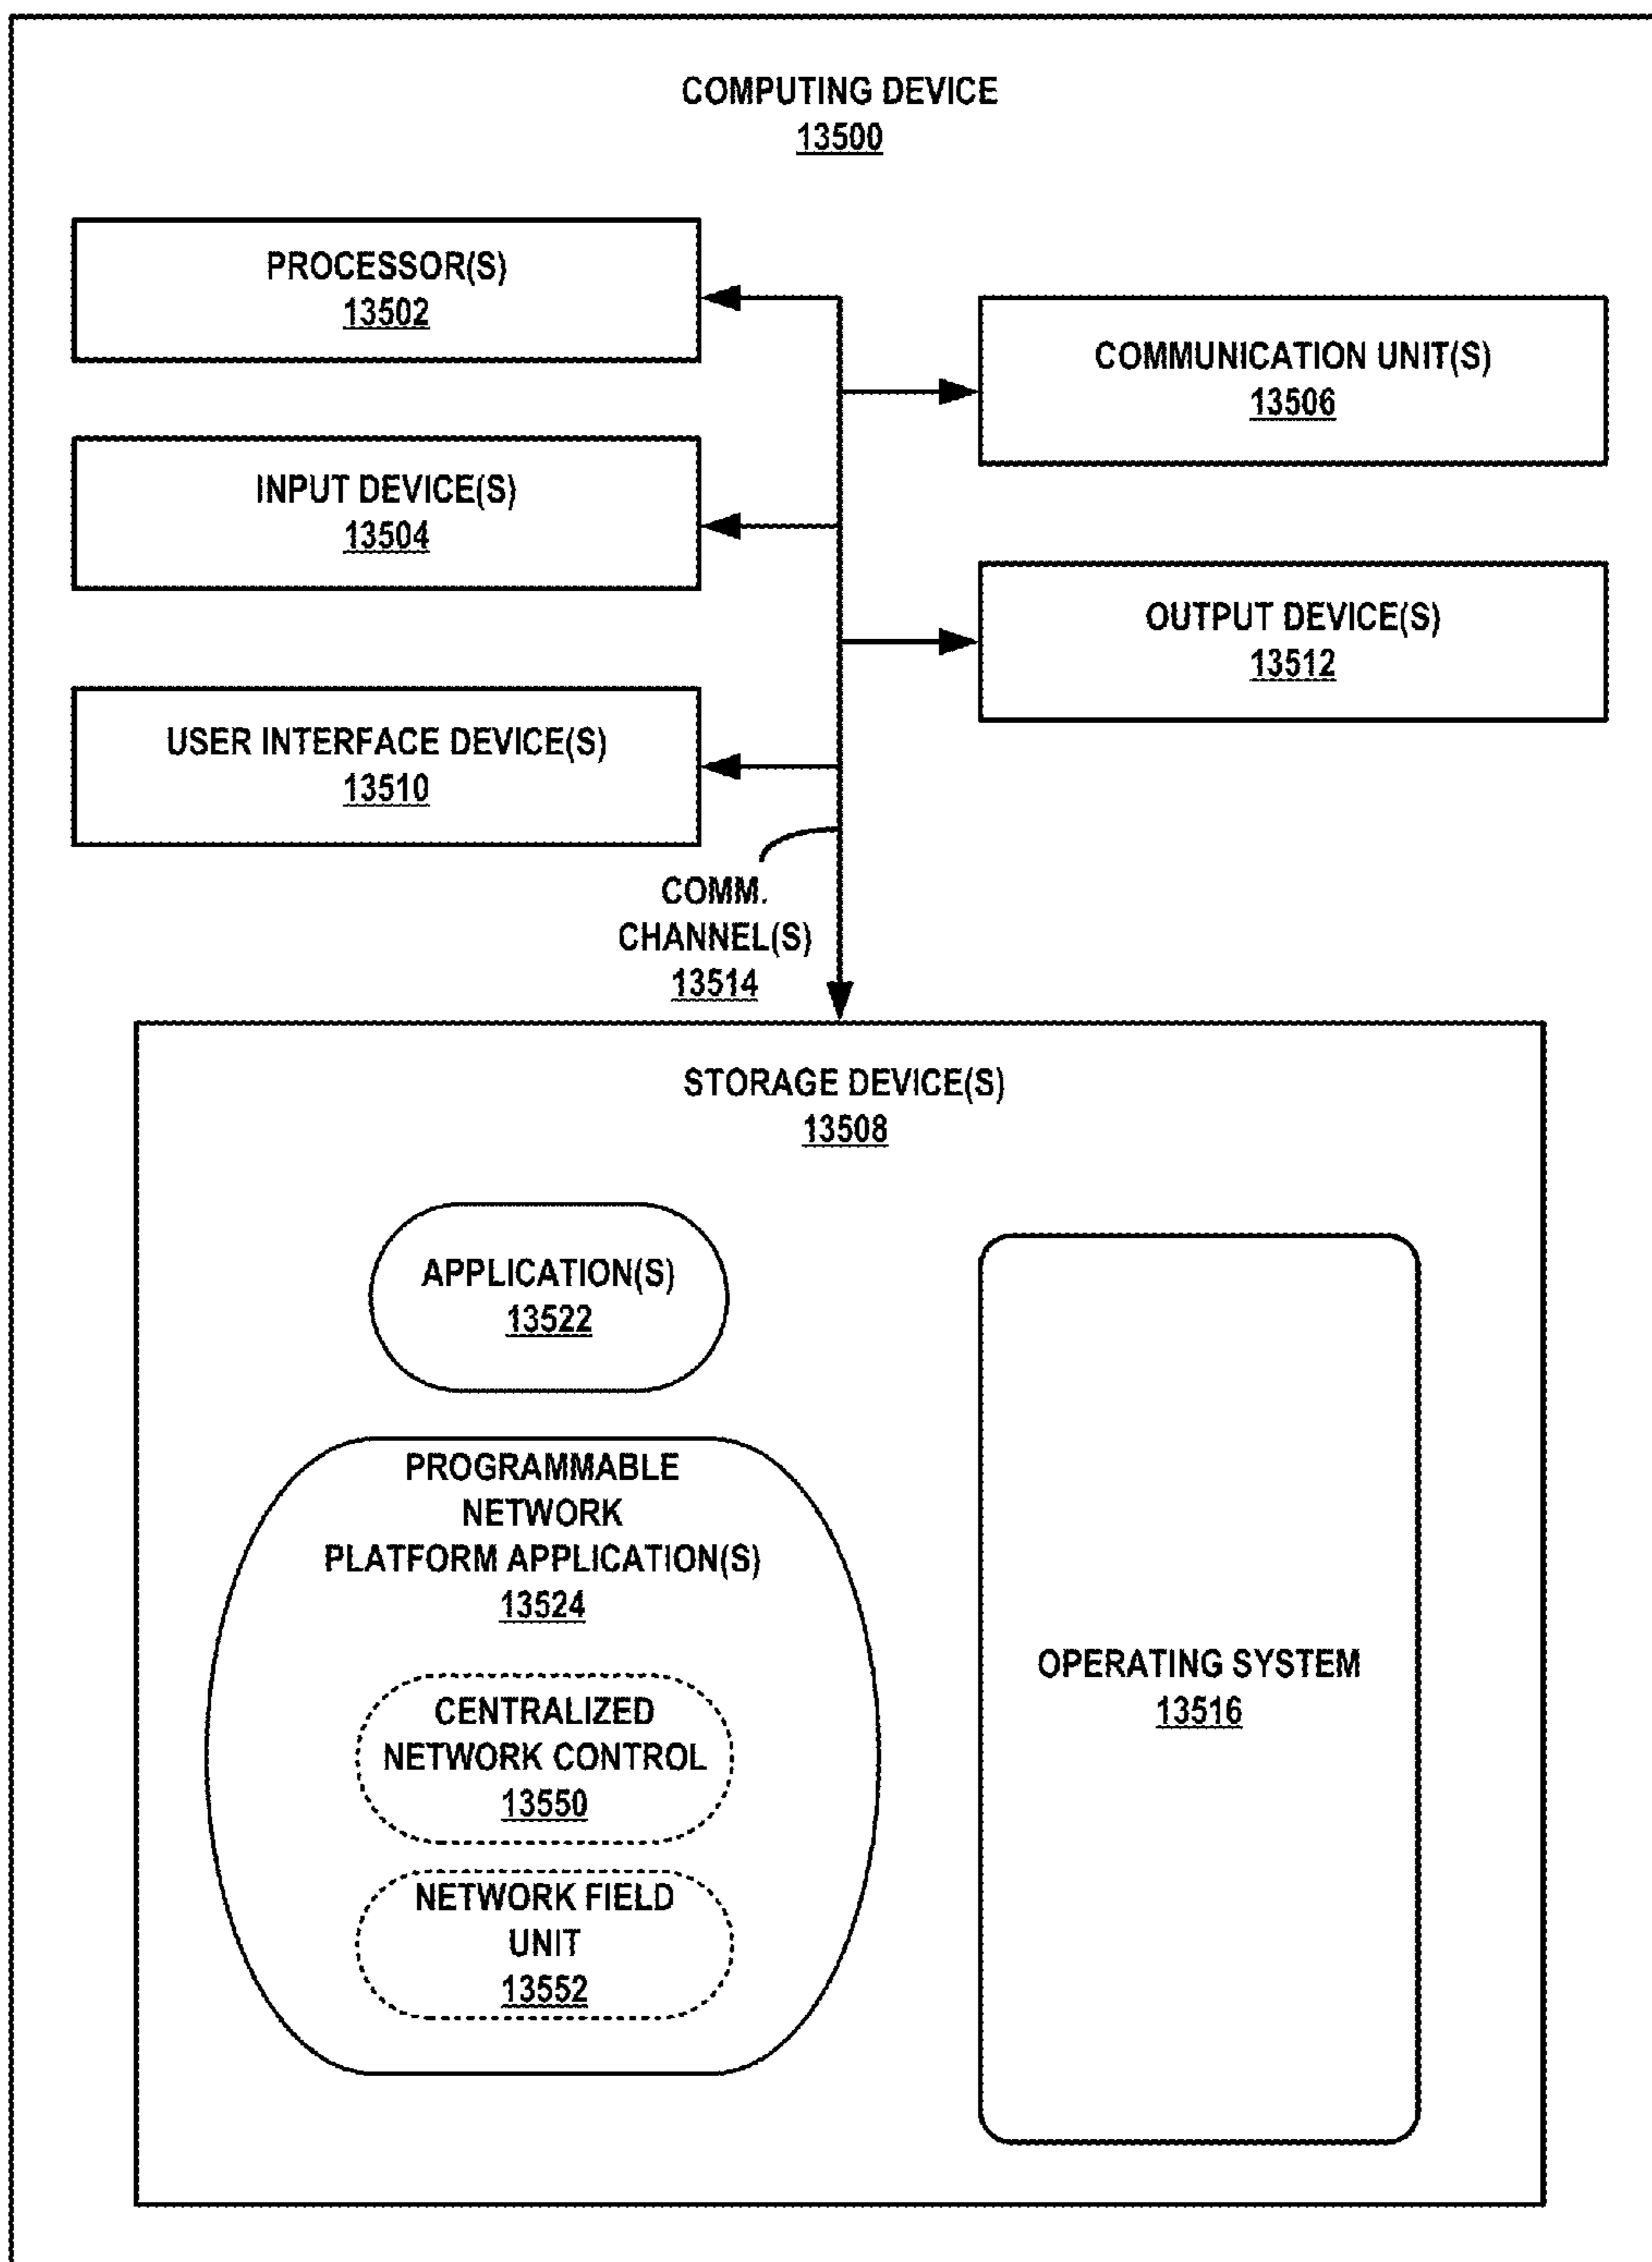 COMPUTING DEVICE
13500
PROCESSOR(S)
13502
COMMUNICATION UNIT(S)
13506
INPUT DEVICE(S)
13504
OUTPUT DEVICE(S)
13512
USER INTERFACE DEVICE(S)
13510
COMM.
CHANNEL(S)
13514
STORAGE DEVICE(S)
13508
APPLICATION(S)
13522
PROGRAMMABLE
NETWORK
PLATFORM APPLICATION(S)
13524
CENTRALIZED
NETWORK CONTROL
13550
NETWORK FIELD
UNIT
13552
OPERATING SYSTEM
13516